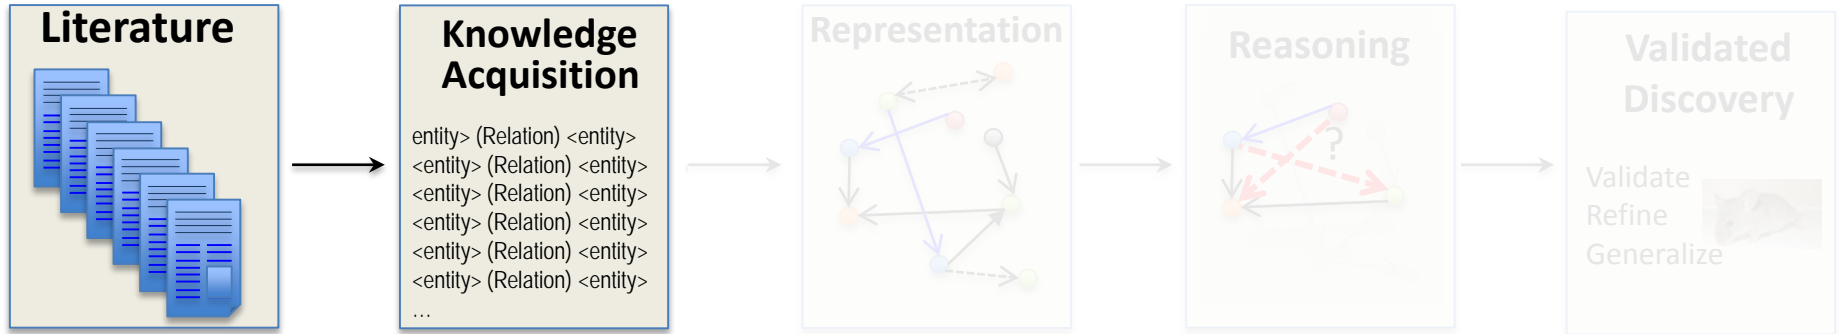 Literature
Knowledge
Acquisition
entity> (Relation) <entity>
<entity> (Relation) <entity>
<entity> (Relation) <entity>
<entity> (Relation) <entity>
<entity> (Relation) <entity>
<entity> (Relation) <entity>
...
Representation
Reasoning
?
Validated
Discovery
Validate
Refine
Generalize